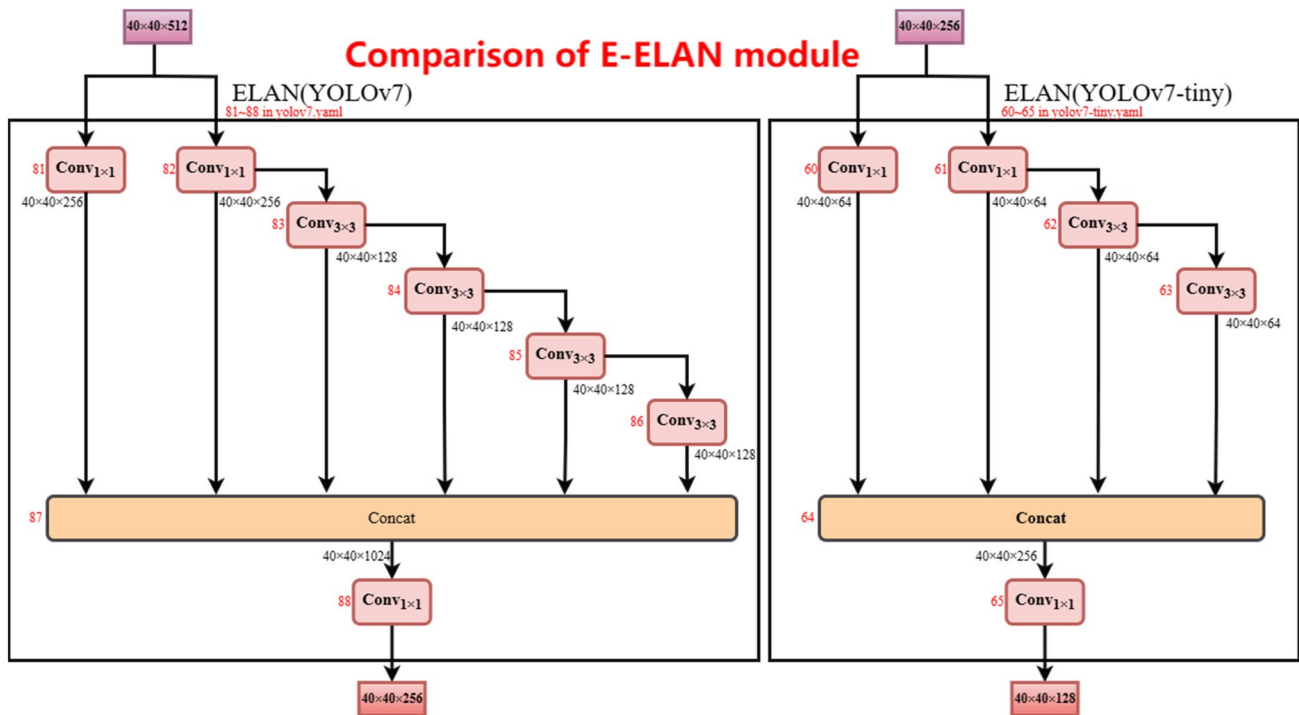 40×40×512
40×40×256
Comparison of E-ELAN module
ELAN(YOLOv7)
81~88 in yolov7.yaml
ELAN(YOLOv7-tiny)
60~65 in yolov7-tiny.yaml
81
Conv1×1
40×40×256
82
Conv1×1
40×40×256
83
Conv3×3
40×40×128
84
Conv3×3
40×40×128
85
Conv3×3
40×40×128
86
Conv3×3
40×40×128
87
Concat
40×40×1024
88
Conv1×1
40×40×256
60
Conv1×1
40×40×64
61
Conv1×1
40×40×64
62
Conv3×3
40×40×64
63
Conv3×3
40×40×64
64
Concat
40×40×256
65
Conv1×1
40×40×128